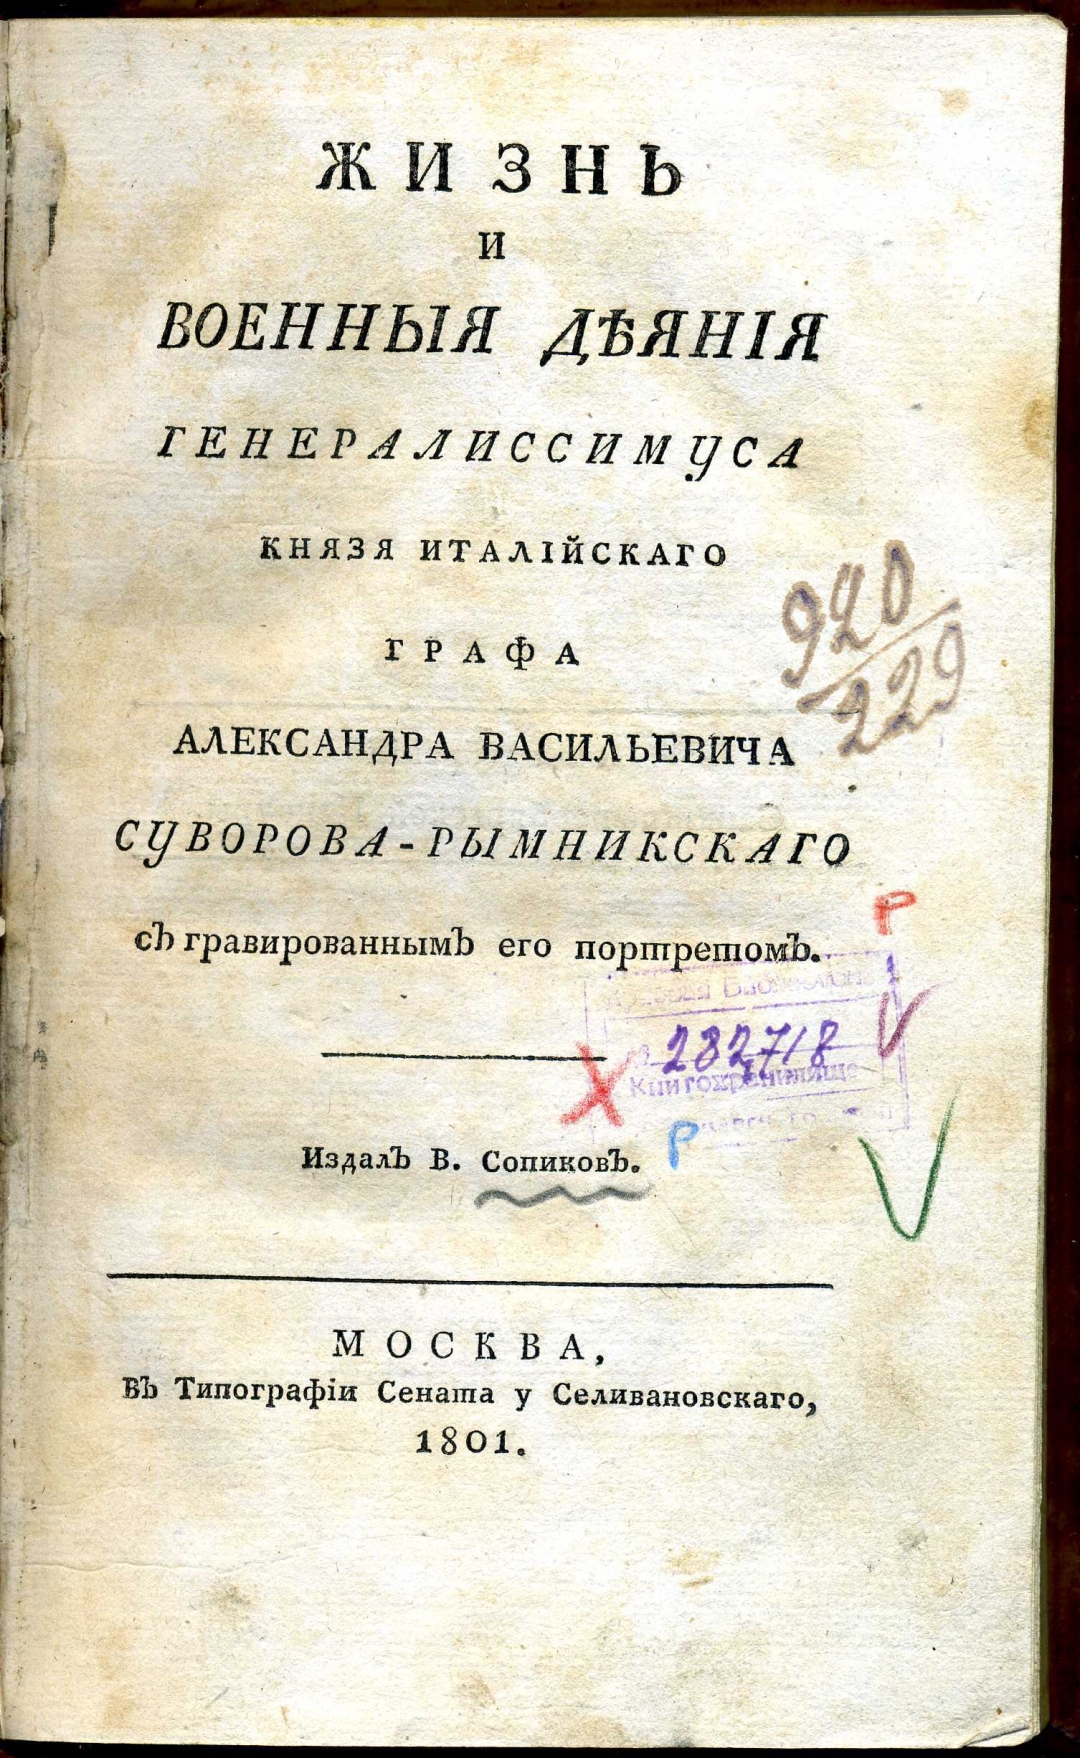 ЖИЗНЬ
И
ВОЕННЫЯ ДѢЯНІЯ
ГЕНЕРАЛИССИМУСА
КНЯЗЯ ИТАЛІЙСКАГО
ГРАФА
920
229
АЛЕКСАНДРА ВАСИЛЬЕВИЧА
СУВОРОВА-РЫМНИКСКАГО
съ гравированнымъ его портретомъ.
Р
282718
Книгохранилище
Р
Издалъ В. Сопиковъ.
МОСКВА,
Въ Типографіи Сената у Селивановскаго,
1801.